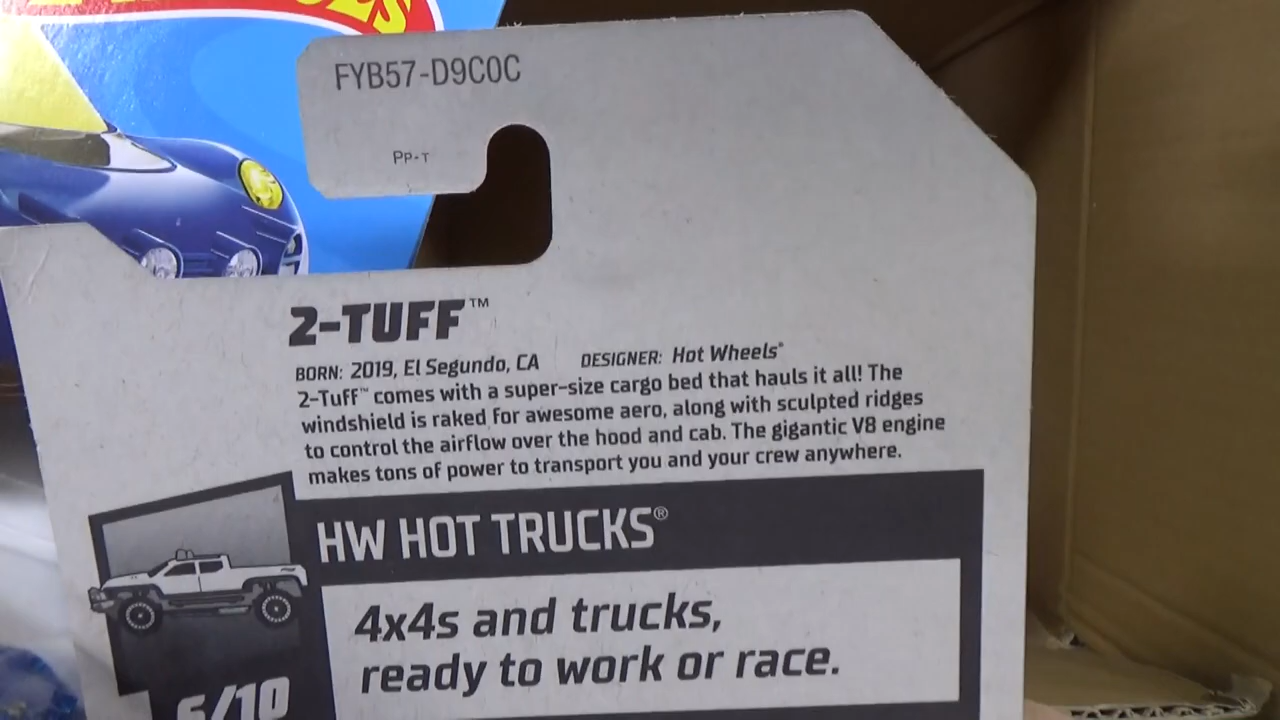 FYB57-D9C0C
Pp-T
2-TUFF™
BORN: 2019, El Segundo, CA DESIGNER: Hot Wheels®
2-Tuff™ comes with a super-size cargo bed that hauls it all! The
windshield is raked for awesome aero, along with sculpted ridges
to control the airflow over the hood and cab. The gigantic V8 engine
makes tons of power to transport you and your crew anywhere.
HW HOT TRUCKS®
4x4s and trucks,
ready to work or race.